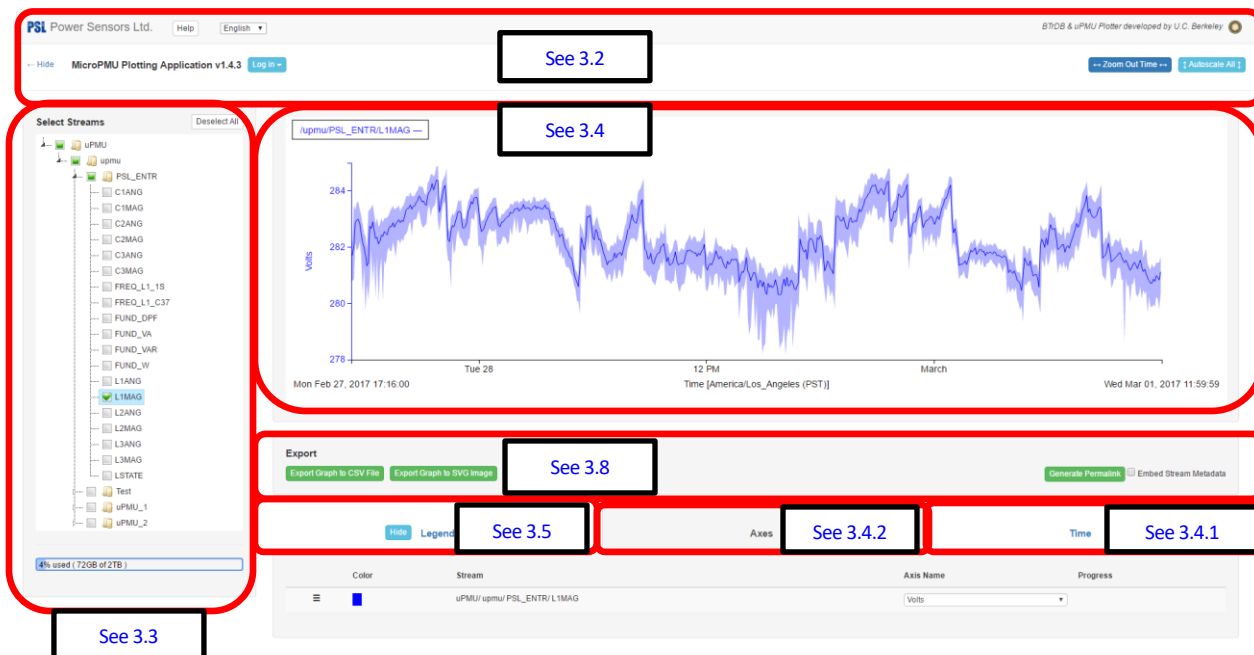 PSL Power Sensors Ltd. Help English
BTrDB & uPMU Plotter developed by U.C. Berkeley
See 3.2
← Hide MicroPMU Plotting Application v1.4.3 Log in
↔ Zoom Out Time ↔ ↕ Autoscale All ↕
Select Streams Deselect All
uPMU
upmu
PSL_ENTR
C1ANG
C1MAG
C2ANG
C2MAG
C3ANG
C3MAG
FREQ_L1_1S
FREQ_L1_C37
FUND_DPF
FUND_VA
FUND_VAR
FUND_W
L1ANG
L1MAG
L2ANG
L2MAG
L3ANG
L3MAG
LSTATE
Test
uPMU_1
uPMU_2
4% used ( 72GB of 2TB )
See 3.3
See 3.4
/upmu/PSL_ENTR/L1MAG —
Volts
284
282
280
278
Tue 28 12 PM March
Mon Feb 27, 2017 17:16:00 Time [America/Los_Angeles (PST)] Wed Mar 01, 2017 11:59:59
Export
Export Graph to CSV File Export Graph to SVG Image
See 3.8
Generate Permalink Embed Stream Metadata
Hide Legend See 3.5 Axes See 3.4.2 Time See 3.4.1
Color Stream Axis Name Progress
uPMU/ upmu/ PSL_ENTR/ L1MAG Volts